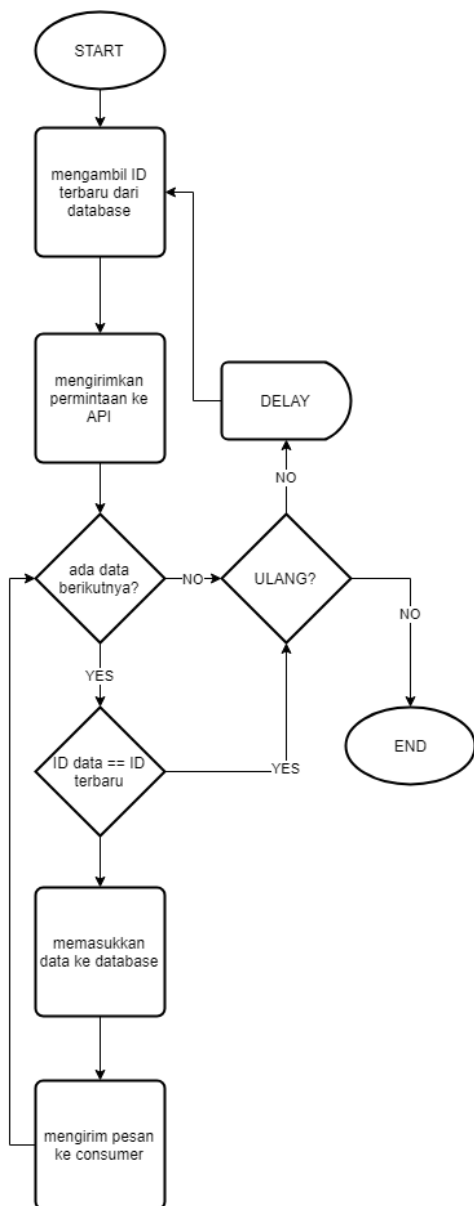 START
mengambil ID
terbaru dari
database
mengirimkan
permintaan ke
API
DELAY
NO
ada data
berikutnya?
NO
ULANG?
NO
YES
END
ID data == ID
terbaru
YES
memasukkan
data ke database
mengirim pesan
ke consumer